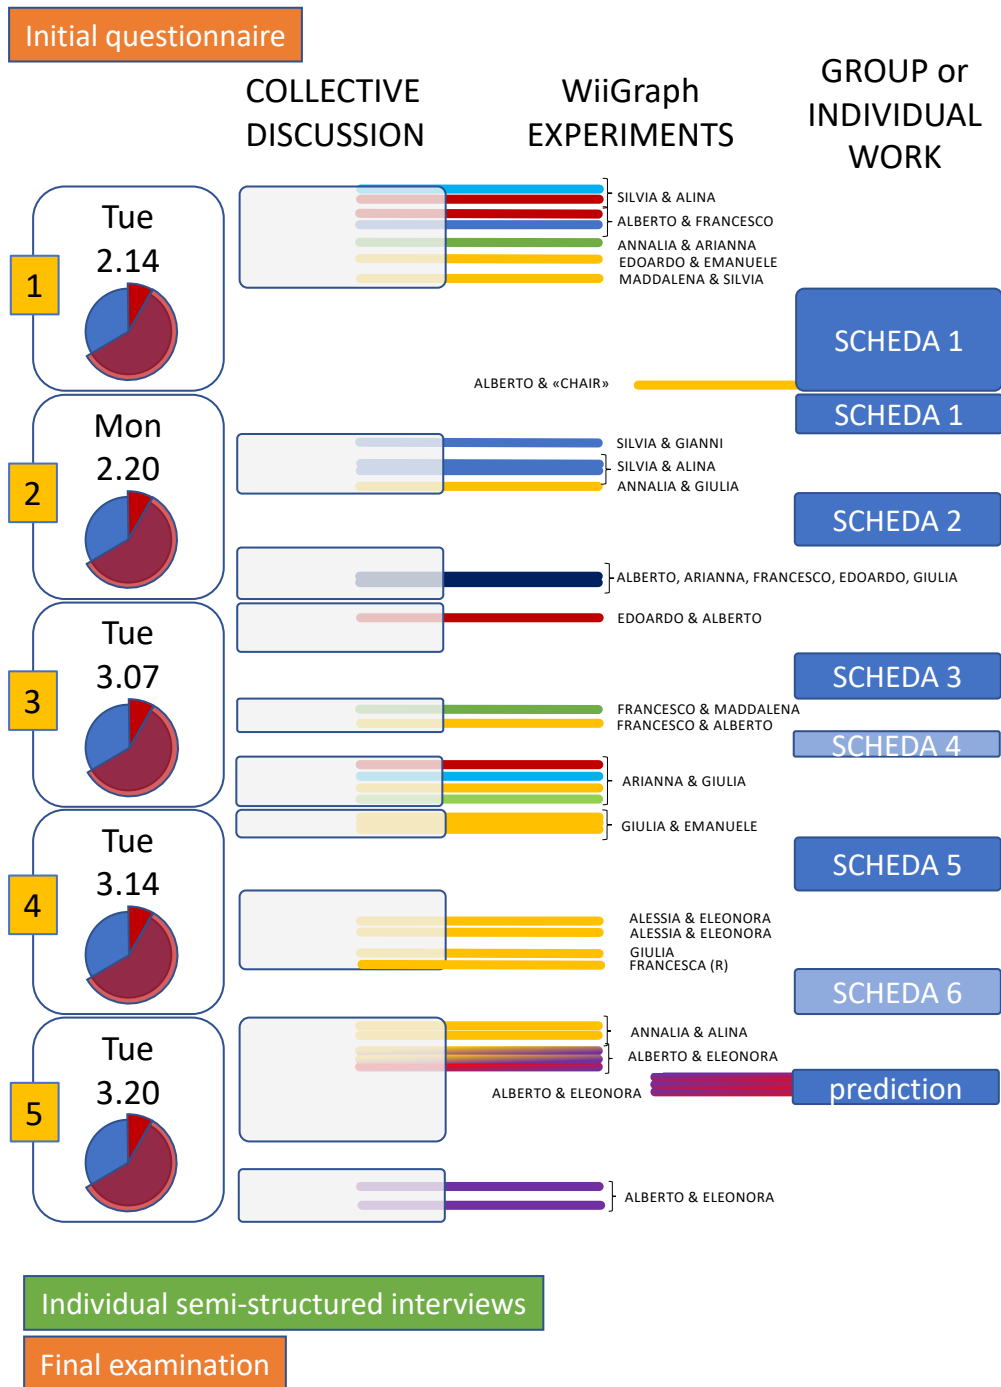 Initial questionnaire
COLLECTIVE
DISCUSSION
WiiGraph
EXPERIMENTS
GROUP or
INDIVIDUAL
WORK
1
Tue
2.14
SILVIA & ALINA
ALBERTO & FRANCESCO
ANNALIA & ARIANNA
EDOARDO & EMANUELE
MADDALENA & SILVIA
SCHEDA 1
ALBERTO & «CHAIR»
SCHEDA 1
2
Mon
2.20
SILVIA & GIANNI
SILVIA & ALINA
ANNALIA & GIULIA
SCHEDA 2
ALBERTO, ARIANNA, FRANCESCO, EDOARDO, GIULIA
3
Tue
3.07
EDOARDO & ALBERTO
SCHEDA 3
FRANCESCO & MADDALENA
FRANCESCO & ALBERTO
SCHEDA 4
ARIANNA & GIULIA
4
Tue
3.14
GIULIA & EMANUELE
SCHEDA 5
ALESSIA & ELEONORA
ALESSIA & ELEONORA
GIULIA
FRANCESCA (R)
SCHEDA 6
5
Tue
3.20
ANNALIA & ALINA
ALBERTO & ELEONORA
ALBERTO & ELEONORA
prediction
ALBERTO & ELEONORA
Individual semi-structured interviews
Final examination